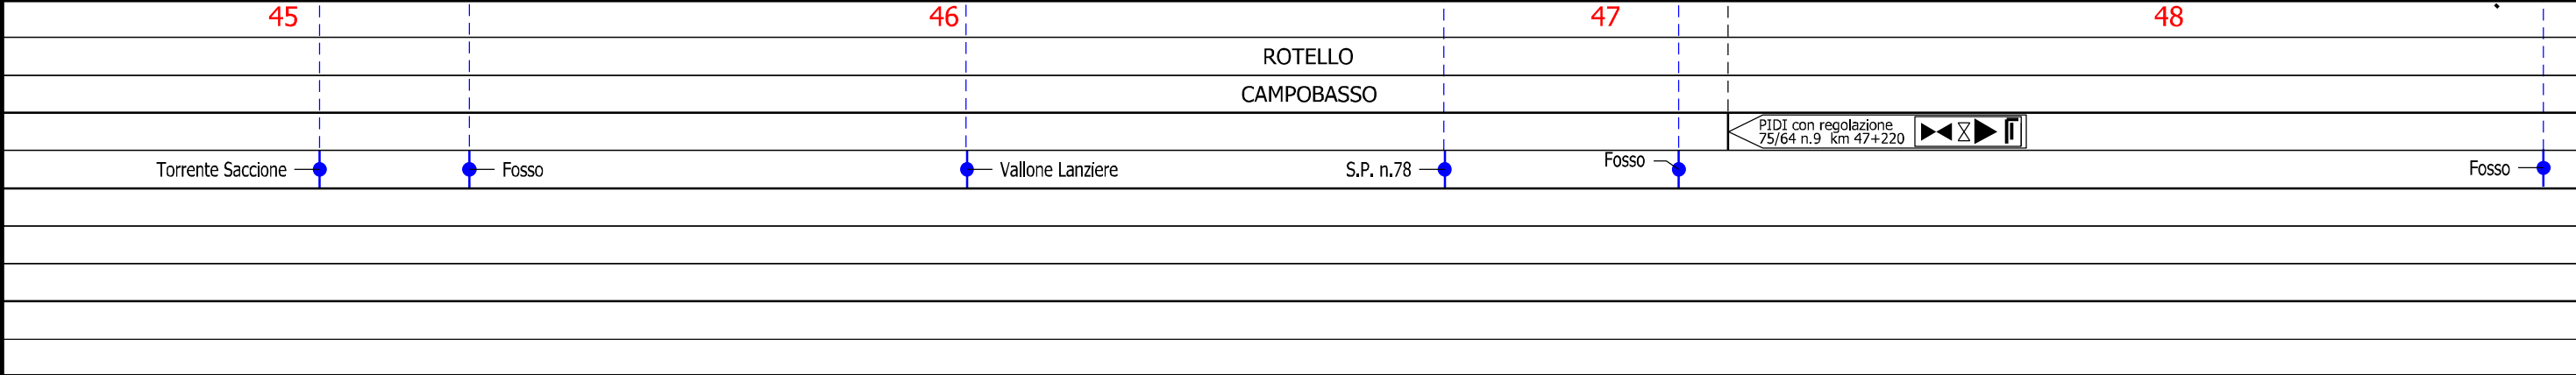 45 46 47 48
ROTELLO
CAMPOBASSO
PIDI con regolazione
75/64 n.9 km 47+220
Torrente Saccione Fosso Vallone Lanziere S.P. n.78 Fosso Fosso